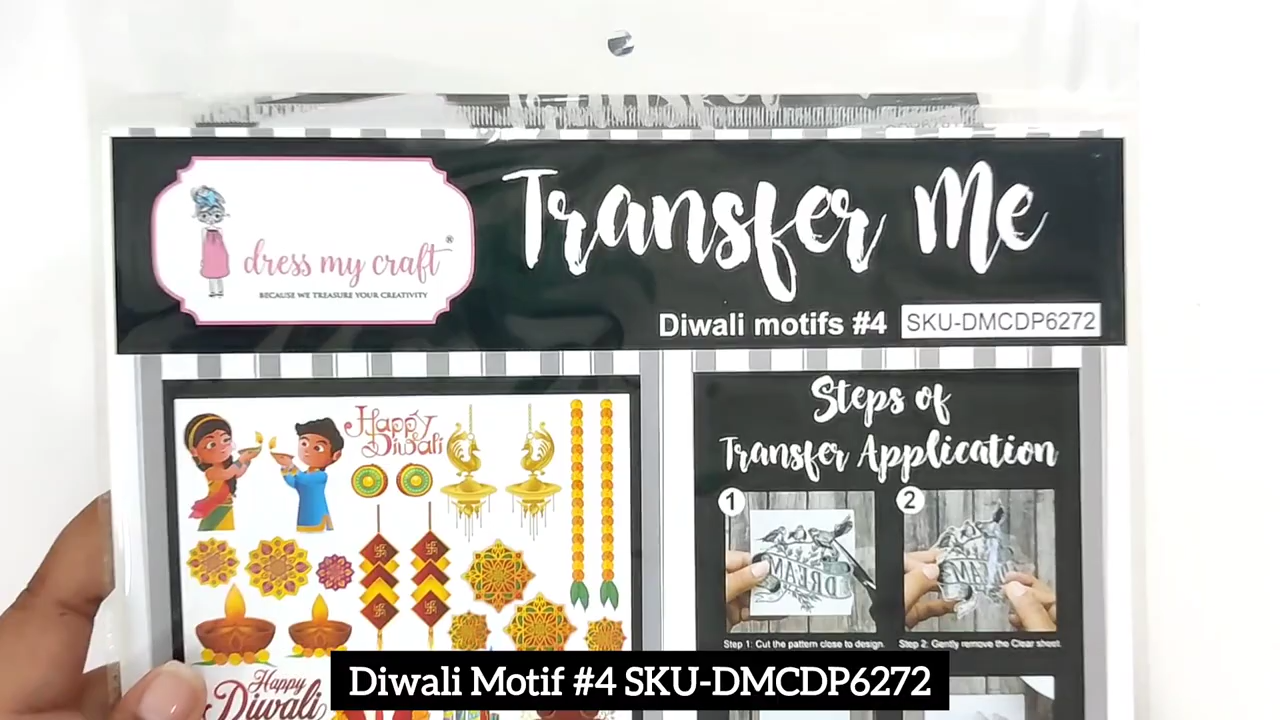 Transfer Me
dress my craft®
BECAUSE WE TREASURE YOUR CREATIVITY
Diwali motifs #4
SKU-DMCDP6272
Steps of
Transfer Application
Happy
Diwali
1
2
DREAM
Step 1: Cut the pattern close to design.
Step 2: Gently remove the Clear sheet.
Happy
Diwali
Diwali Motif #4 SKU-DMCDP6272